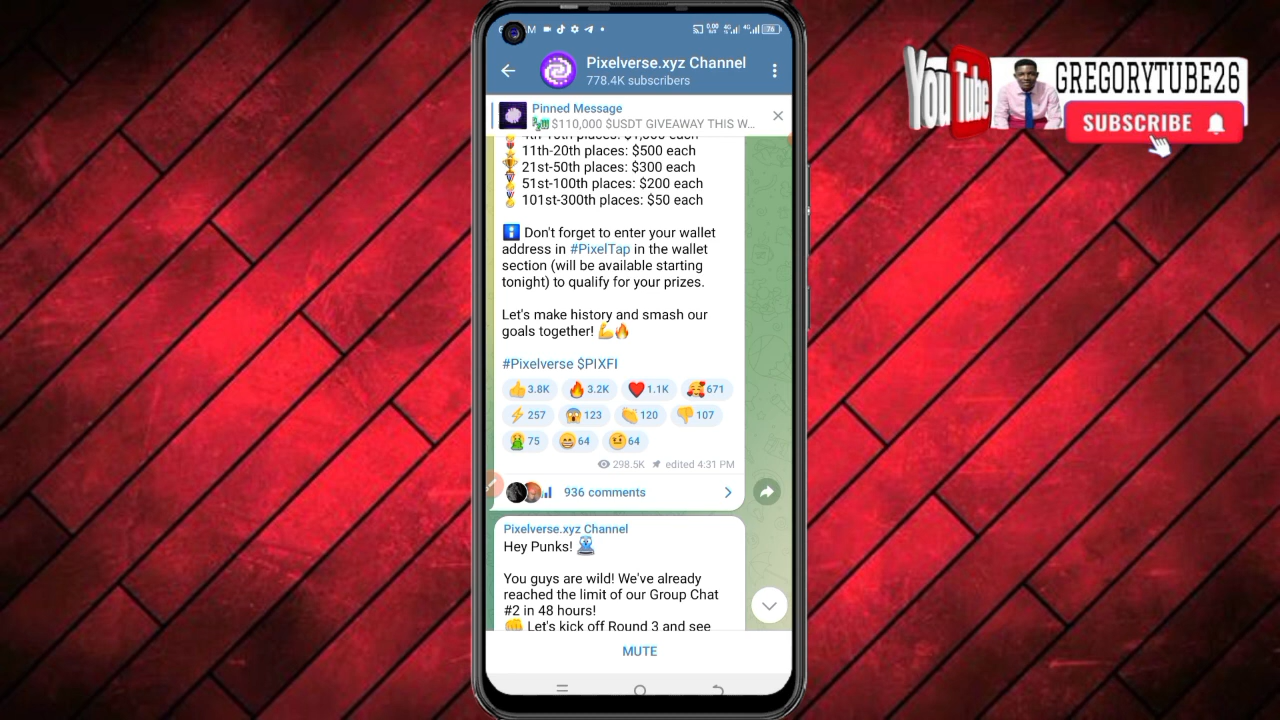 Pixelverse.xyz Channel
778.4K subscribers
Pinned Message
$110,000 $USDT GIVEAWAY THIS W...
11th-20th places: $500 each
21st-50th places: $300 each
51st-100th places: $200 each
101st-300th places: $50 each
Don't forget to enter your wallet
address in #PixelTap in the wallet
section (will be available starting
tonight) to qualify for your prizes.
Let's make history and smash our
goals together!
#Pixelverse $PIXFI
3.8K 3.2K 1.1K 671
257 123 120 107
75 64 64
298.5K edited 4:31 PM
936 comments
Pixelverse.xyz Channel
Hey Punks!
You guys are wild! We've already
reached the limit of our Group Chat
#2 in 48 hours!
Let's kick off Round 3 and see
MUTE
YouTube
GREGORYTUBE26
SUBSCRIBE